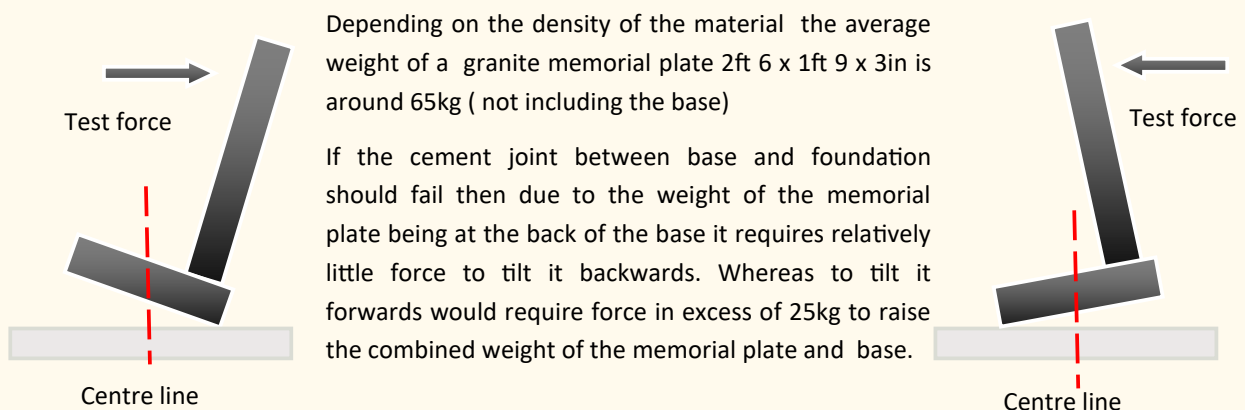 Depending on the density of the material the average
weight of a granite memorial plate 2ft 6 x 1ft 9 x 3in is
around 65kg ( not including the base)
If the cement joint between base and foundation
should fail then due to the weight of the memorial
plate being at the back of the base it requires relatively
little force to tilt it backwards. Whereas to tilt it
forwards would require force in excess of 25kg to raise
the combined weight of the memorial plate and base.
Test force
Centre line
Test force
Centre line